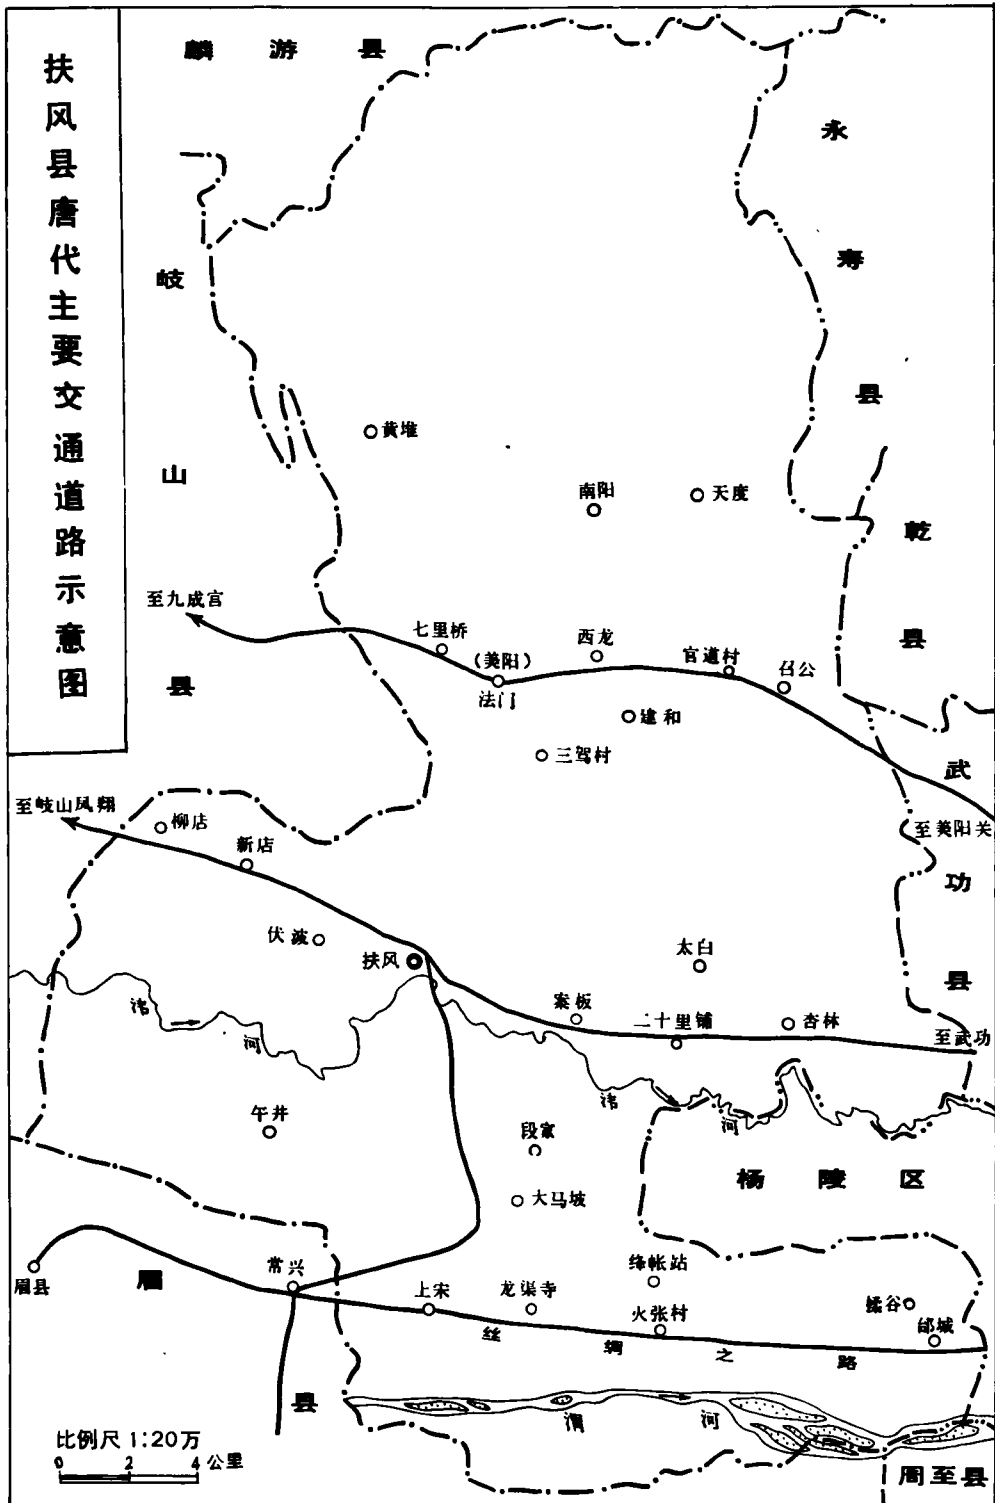 扶风县唐代主要交通道路示意图
麟游县
永寿县
岐山县
黄堆
南阳
天度
乾县
至九成宫
七里桥
(美阳)
法门
西龙
官道村
召公
建和
三驾村
武功县
至岐山凤翔
柳店
新店
至美阳关
伏波
扶风
太白
案板
二十里铺
杏林
至武功
河
午井
段家
河
大马坡
杨陵区
常兴
眉县
眉县
上宋
龙渠寺
绛帐站
火张村
揉谷
邰城
丝绸之路
渭河
比例尺 1:20万
0 2 4 公里
周至县